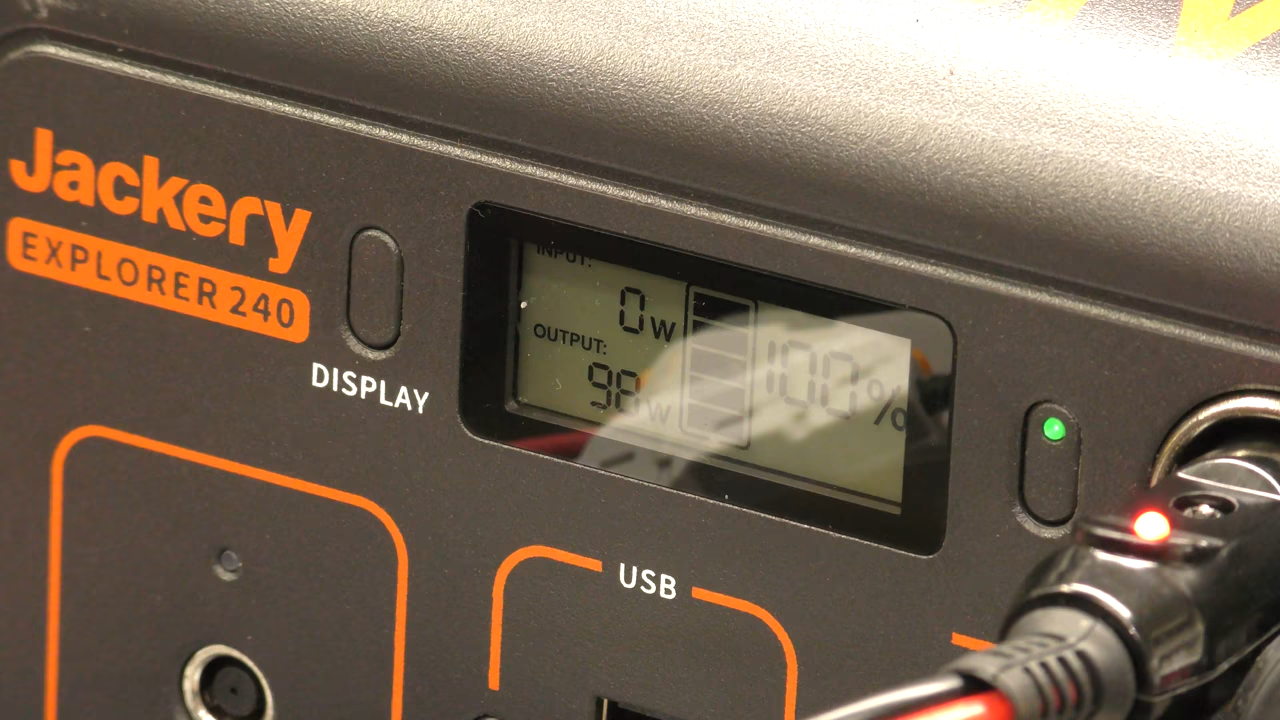 Jackery
EXPLORER 240
DISPLAY
INPUT:
0W
OUTPUT:
98W
100%
USB